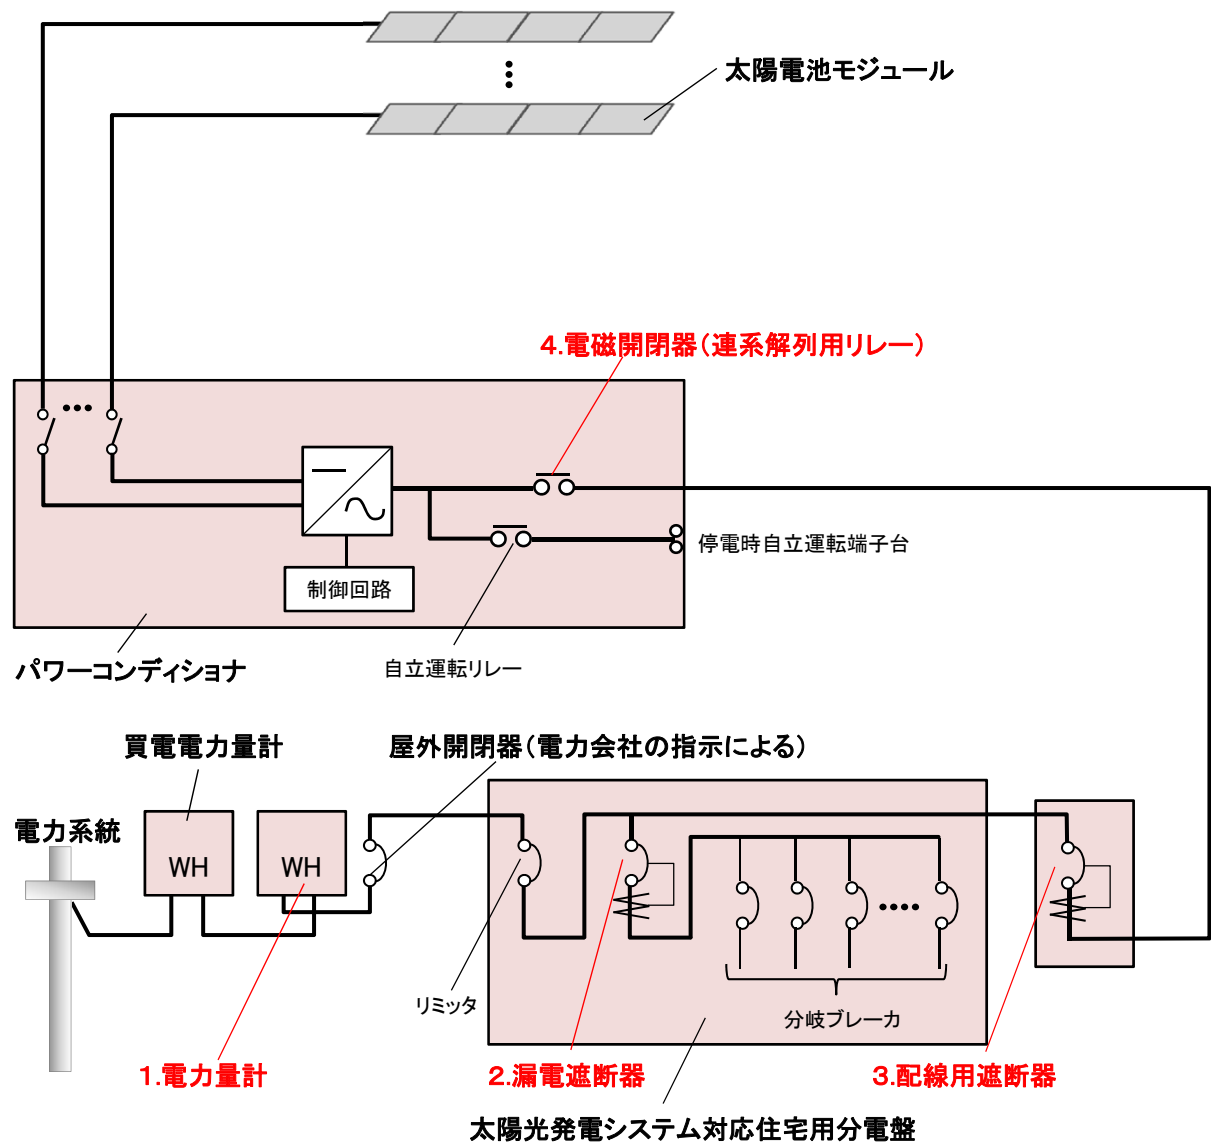 太陽電池モジュール
4.電磁開閉器(連系解列用リレー)
停電時自立運転端子台
制御回路
パワーコンディショナ
自立運転リレー
買電電力量計
屋外開閉器(電力会社の指示による)
電力系統
WH
WH
リミッタ
分岐ブレーカ
1.電力量計
2.漏電遮断器
3.配線用遮断器
太陽光発電システム対応住宅用分電盤